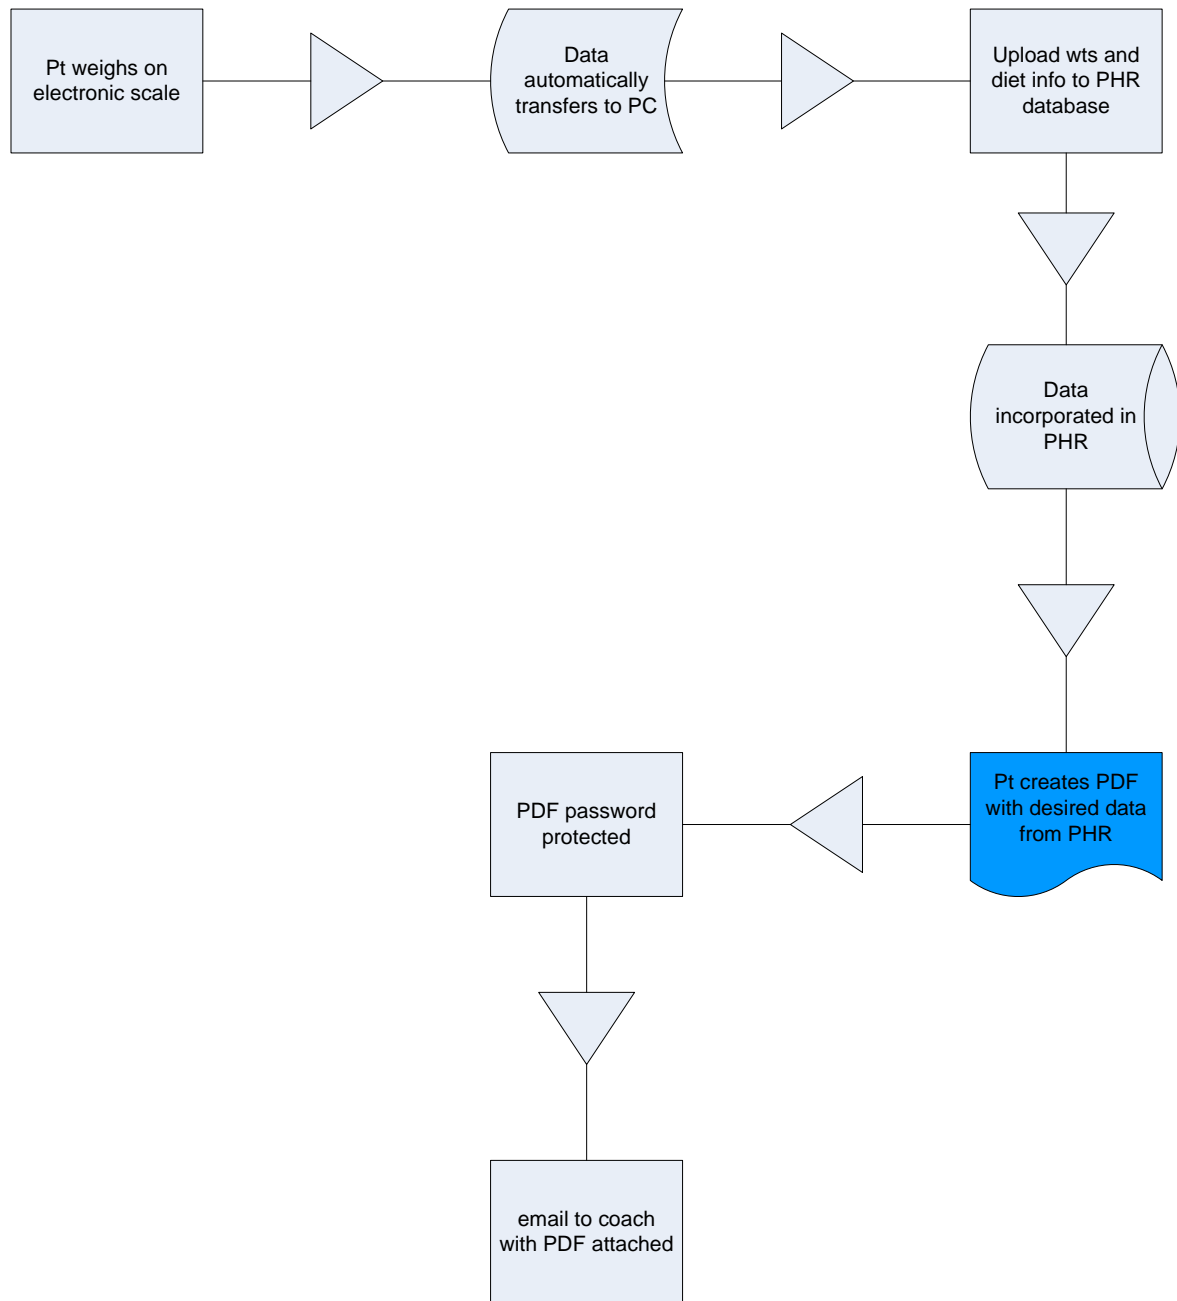 Pt weighs on
electronic scale
Data
automatically
transfers to PC
Upload wts and
diet info to PHR
database
Data
incorporated in
PHR
Pt creates PDF
with desired data
from PHR
PDF password
protected
email to coach
with PDF attached